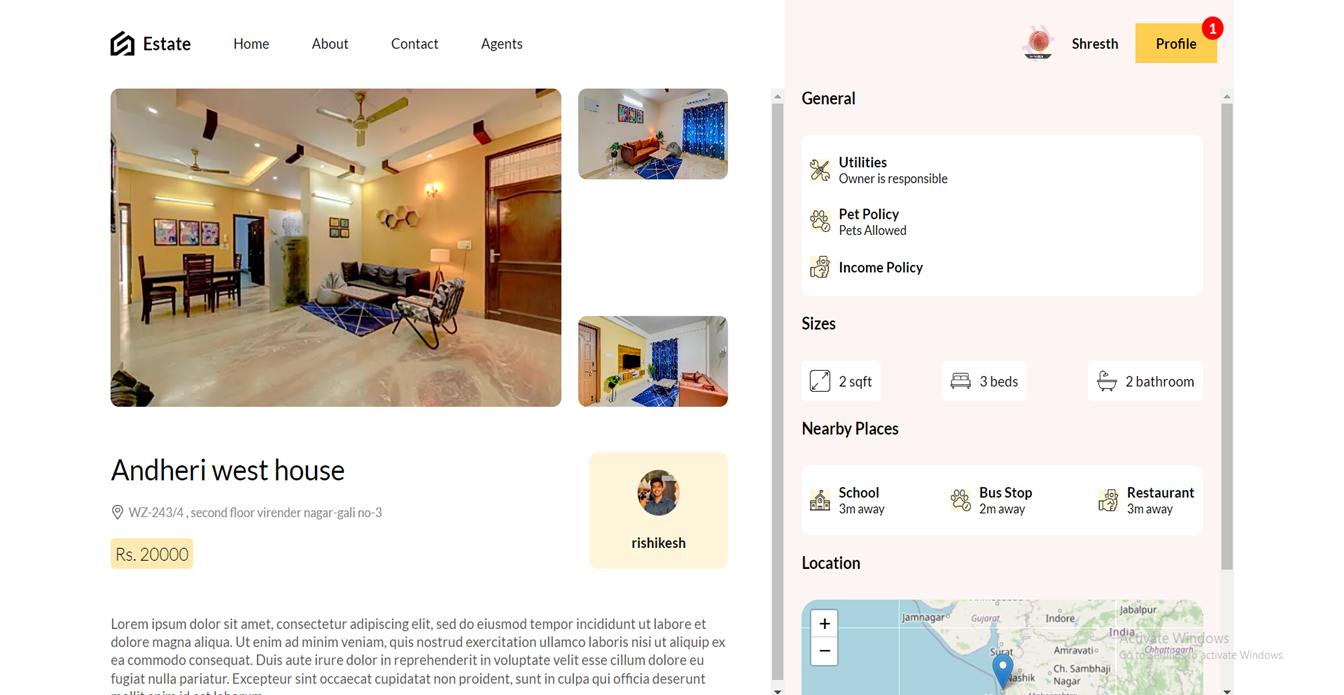 Estate
Home
About
Contact
Agents
Shresth
Profile
1
Andheri west house
WZ-243/4 , second floor virender nagar-gali no-3
Rs. 20000
rishikesh
Lorem ipsum dolor sit amet, consectetur adipiscing elit, sed do eiusmod tempor incididunt ut labore et
dolore magna aliqua. Ut enim ad minim veniam, quis nostrud exercitation ullamco laboris nisi ut aliquip ex
ea commodo consequat. Duis aute irure dolor in reprehenderit in voluptate velit esse cillum dolore eu
fugiat nulla pariatur. Excepteur sint occaecat cupidatat non proident, sunt in culpa qui officia deserunt
mollit anim id est laborum.
General
Utilities
Owner is responsible
Pet Policy
Pets Allowed
Income Policy
Sizes
2 sqft
3 beds
2 bathroom
Nearby Places
School
3m away
Bus Stop
2m away
Restaurant
3m away
Location
+
−
Jamnagar
Gujarat
Indore
Jabalpur
India
Chhattisgarh
Surat
Amravati
Nashik
Ch. Sambhaji
Nagar
Nagpur
Activate Windows
Go to Settings to activate Windows.